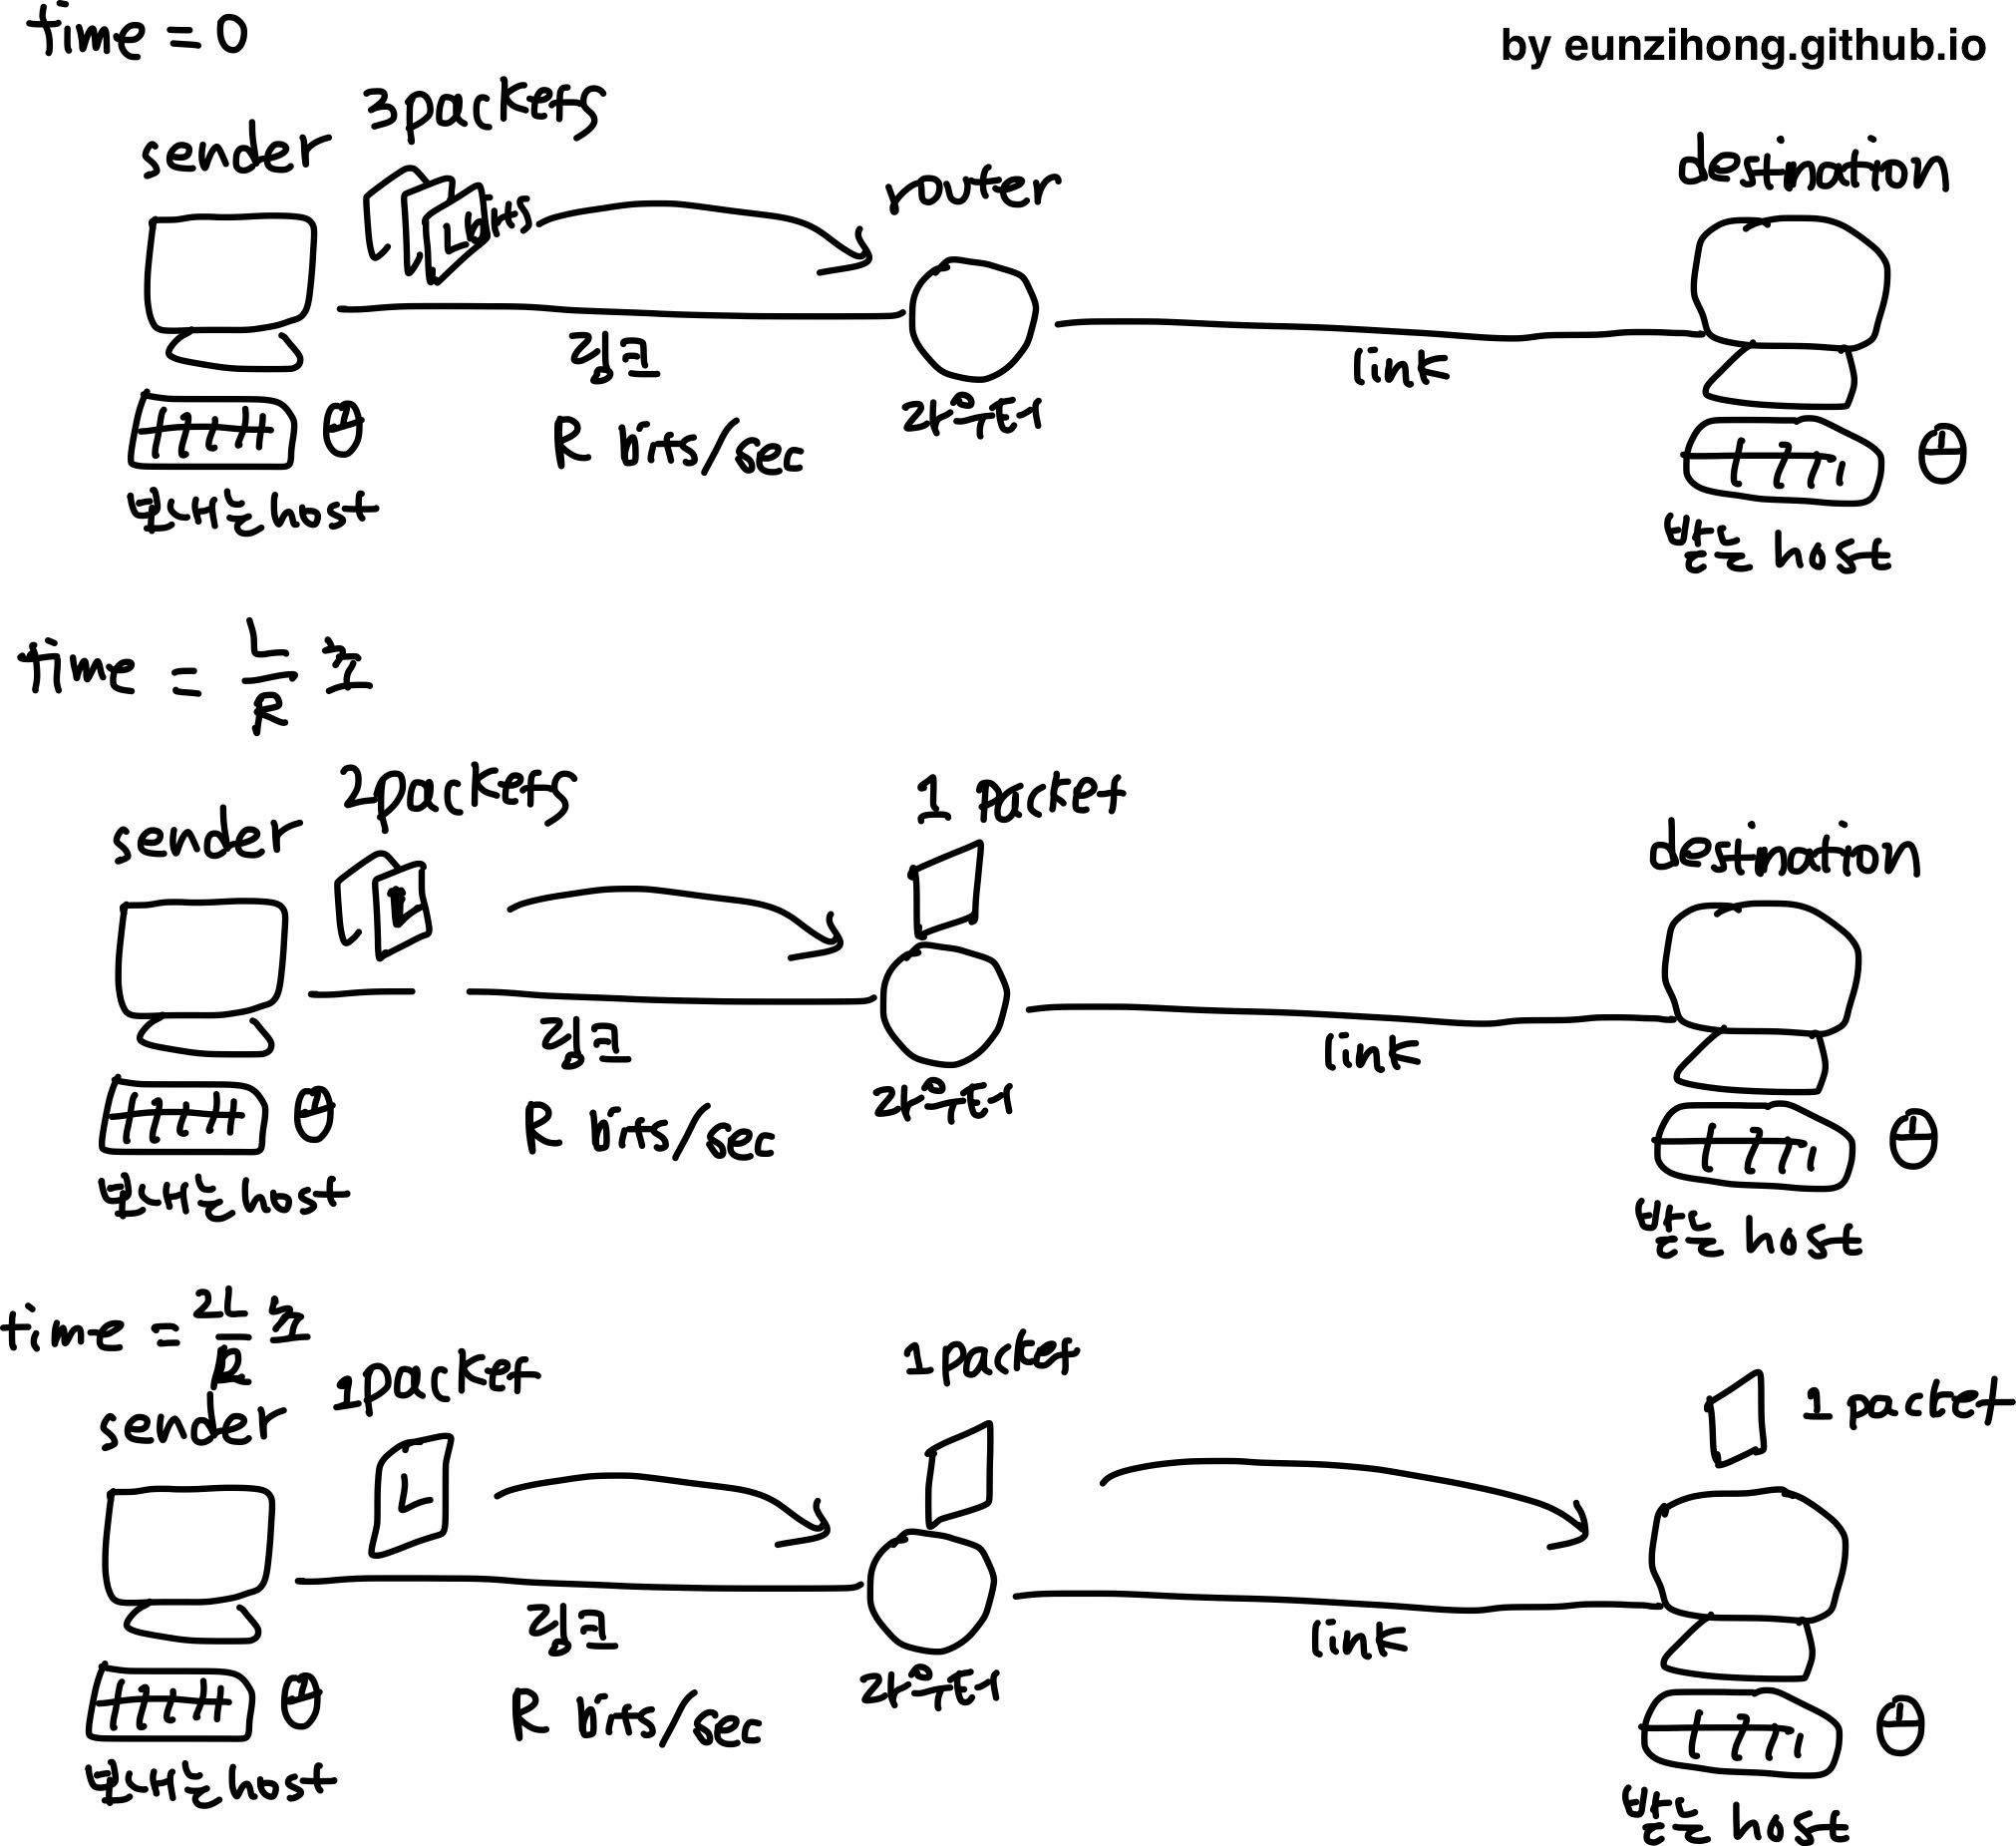 time = 0
by eunzihong.github.io
3packets
sender
router
destination
L bits
링크
link
라우터
R bits/sec
보내는 host
받는 host
time = L/R 초
2packets
1 packet
sender
destination
L
링크
link
라우터
R bits/sec
보내는 host
받는 host
time = 2L/R 초
1packet
1packet
1 packet
sender
L
링크
link
라우터
R bits/sec
보내는 host
받는 host